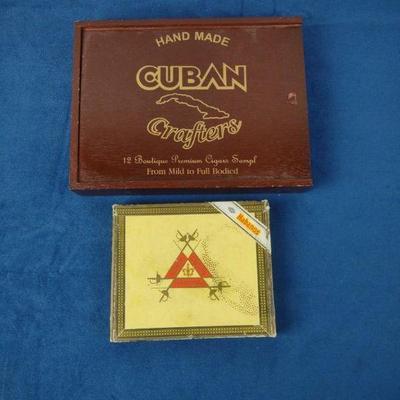 HAND MADE
CUBAN
Crafters
12 Boutique Premium Cigars Sampl
From Mild to Full Bodied
Habanos